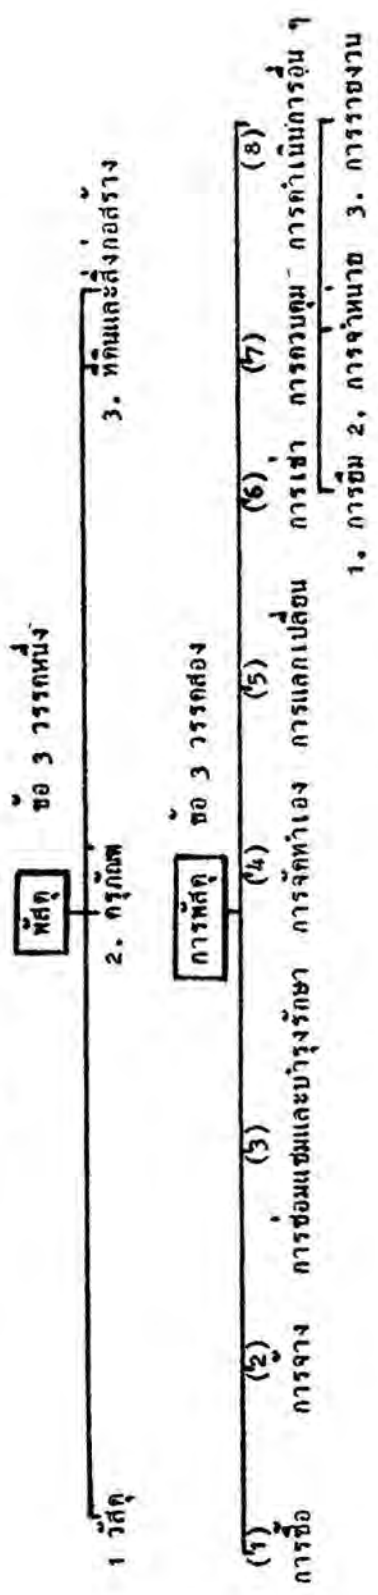 พัสดุ ข้อ 3 วรรคหนึ่ง
1 วัสดุ 2. ครุภัณฑ์ 3. ที่ดินและสิ่งก่อสร้าง
การพัสดุ ข้อ 3 วรรคสอง
(1) (2) (3) (4) (5) (6) (7) (8)
การซื้อ การจ้าง การซ่อมแซมและบำรุงรักษา การจัดทำเอง การแลกเปลี่ยน การเช่า การควบคุม การดำเนินการอื่น ๆ
1. การยืม 2, การจำหน่าย 3. การรายงาน